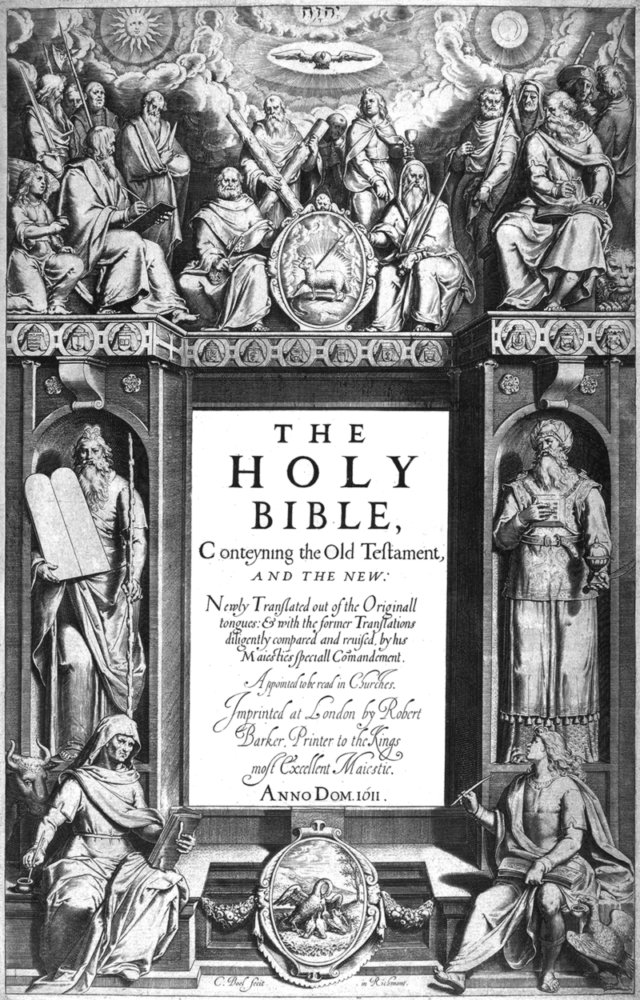 יהוה
THE
HOLY
BIBLE,
Conteyning the Old Teſtament,
AND THE NEW:
Newly Tranſlated out of the Originall
tongues: & with the former Tranſlations
diligently compared and reuiſed, by his
Maieſties ſpeciall Cõmandement.
Appointed to be read in Churches.
Imprinted at London by Robert
Barker, Printer to the Kings
moſt Excellent Maieſtie.
ANNO DOM. 1611.
C. Boel fecit in Richmont.